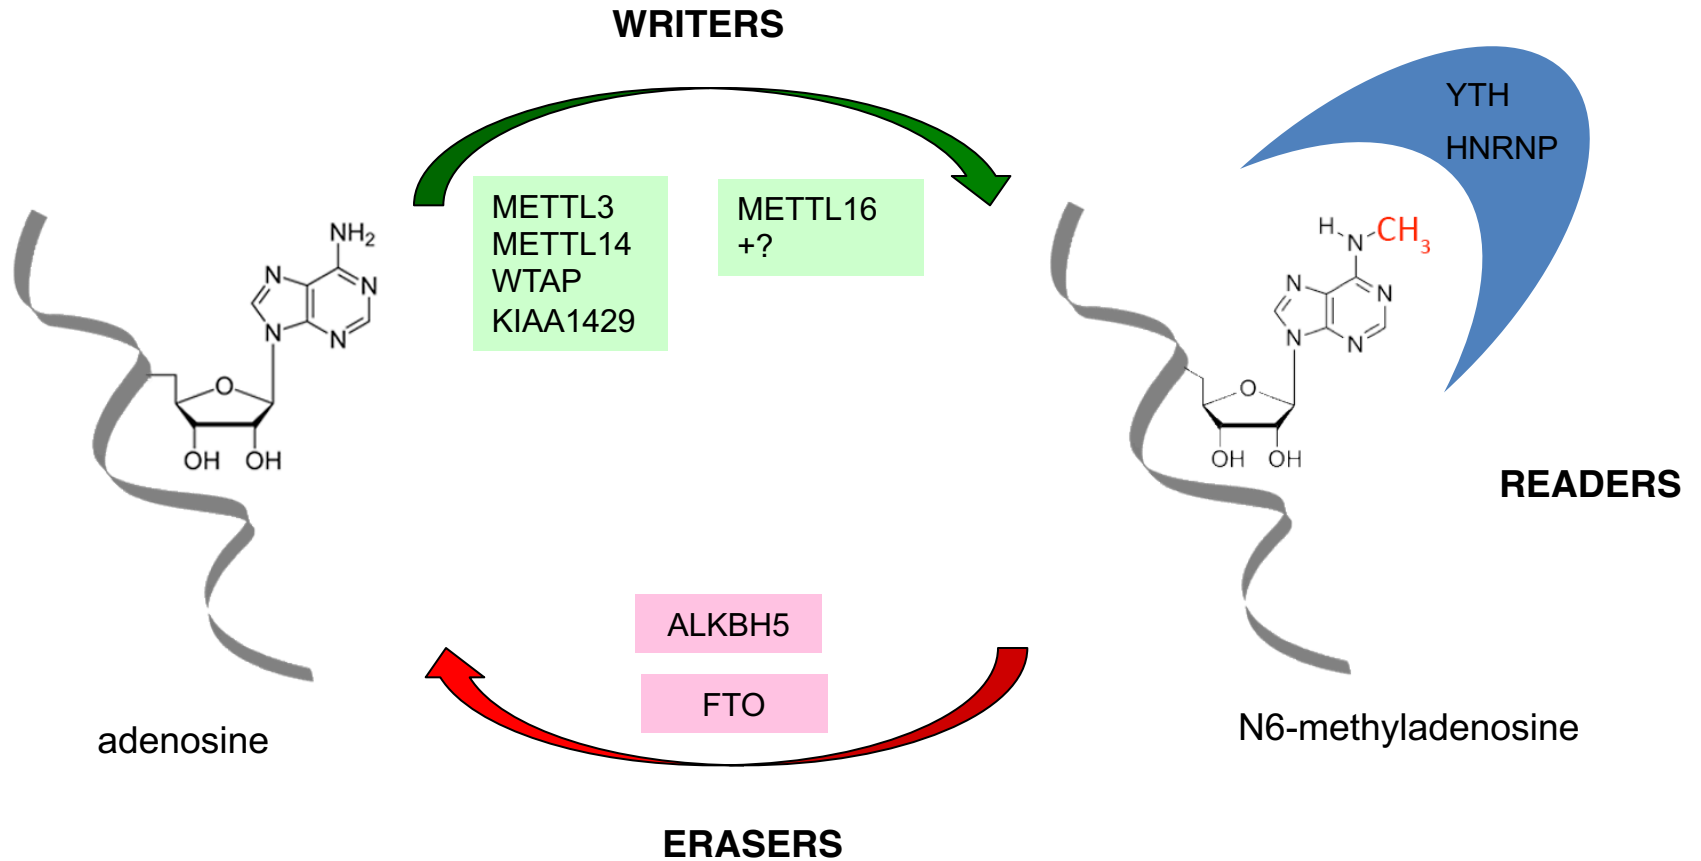 WRITERS
YTH
HNRNP
METTL3
METTL14
WTAP
KIAA1429
METTL16
+?
NH₂
N
N
N
N
O
OH OH
H
N
CH₃
N
N
N
N
O
OH OH
READERS
ALKBH5
FTO
adenosine
N6-methyladenosine
ERASERS